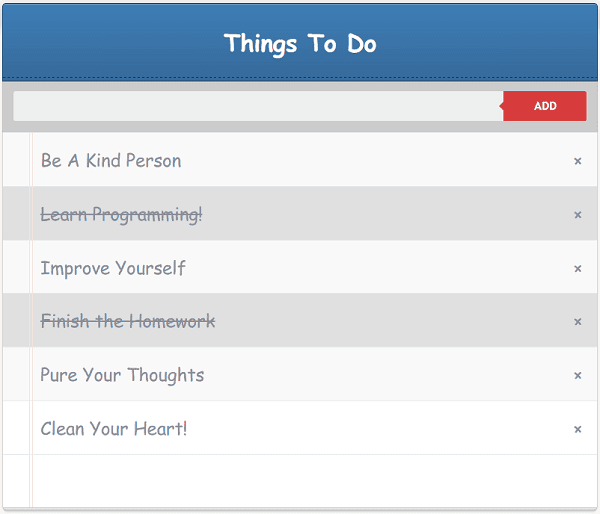 Things To Do
ADD
Be A Kind Person
×
Learn Programming!
×
Improve Yourself
×
Finish the Homework
×
Pure Your Thoughts
×
Clean Your Heart!
×